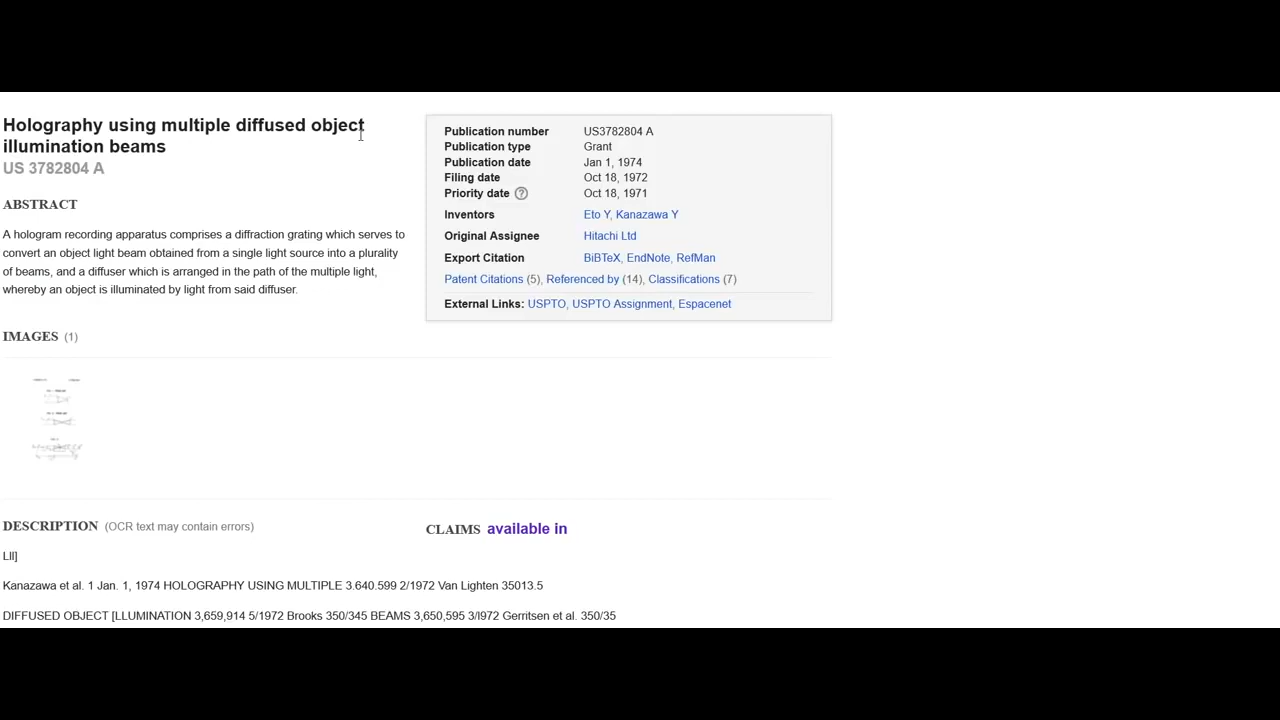 Holography using multiple diffused object
illumination beams
US 3782804 A
ABSTRACT
A hologram recording apparatus comprises a diffraction grating which serves to
convert an object light beam obtained from a single light source into a plurality
of beams, and a diffuser which is arranged in the path of the multiple light,
whereby an object is illuminated by light from said diffuser.
Publication number US3782804 A
Publication type Grant
Publication date Jan 1, 1974
Filing date Oct 18, 1972
Priority date ? Oct 18, 1971
Inventors Eto Y, Kanazawa Y
Original Assignee Hitachi Ltd
Export Citation BiBTeX, EndNote, RefMan
Patent Citations (5), Referenced by (14), Classifications (7)
External Links: USPTO, USPTO Assignment, Espacenet
IMAGES (1)
DESCRIPTION (OCR text may contain errors)
CLAIMS available in
Lll]
Kanazawa et al. 1 Jan. 1, 1974 HOLOGRAPHY USING MULTIPLE 3.640.599 2/1972 Van Lighten 35013.5
DIFFUSED OBJECT [LLUMINATION 3,659,914 5/1972 Brooks 350/345 BEAMS 3,650,595 3/l972 Gerritsen et al. 350/35